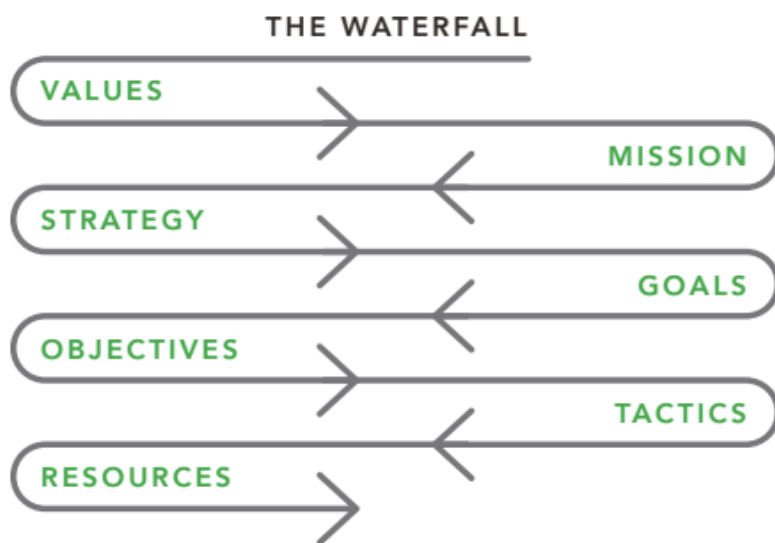 THE WATERFALL
VALUES
MISSION
STRATEGY
GOALS
OBJECTIVES
TACTICS
RESOURCES